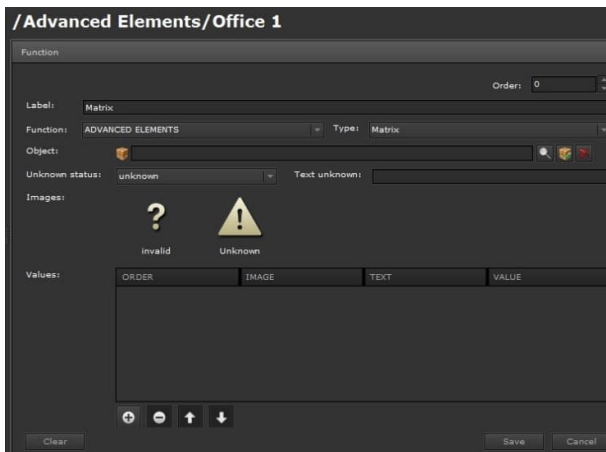 /Advanced Elements/Office 1
Function
Order: 0
Label: Matrix
Function: ADVANCED ELEMENTS Type: Matrix
Object:
Unknown status: unknown Text unknown:
Images:
invalid Unknown
Values: ORDER IMAGE TEXT VALUE
Clear Save Cancel